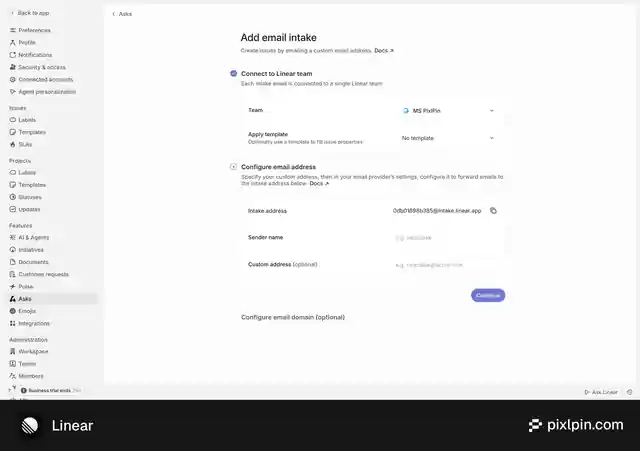 Back to app
Preferences
Profile
Notifications
Security & access
Connected accounts
Agent personalization
Issues
Labels
Templates
SLAs
Projects
Labels
Templates
Statuses
Updates
Features
AI & Agents
Initiatives
Documents
Customer requests
Pulse
Asks
Emojis
Integrations
Administration
Workspace
Teams
Members
Business trial ends
Asks
Add email intake
Create issues by emailing a custom email address. Docs ↗
Connect to Linear team
Each intake email is connected to a single Linear team
Team
MS PixlPin
Apply template
Optionally use a template to fill issue properties
No template
Configure email address
Specify your custom address, then in your email provider's settings, configure it to forward emails
to the intake address below. Docs ↗
Intake address
@intake.linear.app
Sender name
e.g.
Custom address (optional)
e.g.
Continue
Configure email domain (optional)
Ask Linear
Linear
pixlpin.com